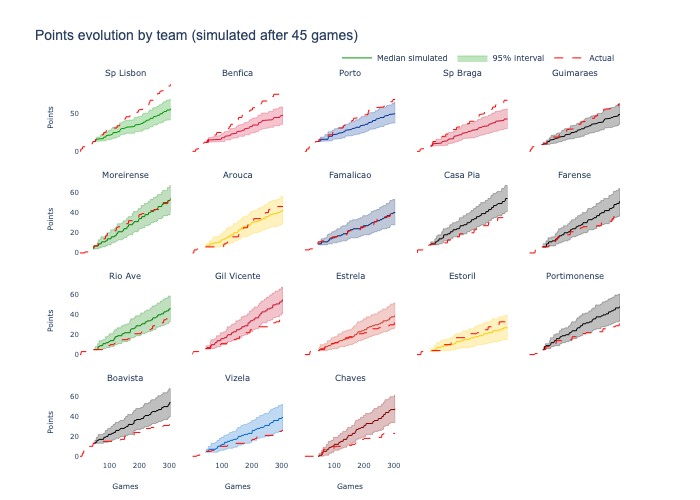 Points evolution by team (simulated after 45 games)
Median simulated 95% interval Actual
Sp Lisbon Benfica Porto Sp Braga Guimaraes
Points
50
0
Moreirense Arouca Famalicao Casa Pia Farense
Points
60
40
20
0
Rio Ave Gil Vicente Estrela Estoril Portimonense
Points
60
40
20
0
Boavista Vizela Chaves
Points
60
40
20
0
100 200 300 100 200 300 100 200 300
Games Games